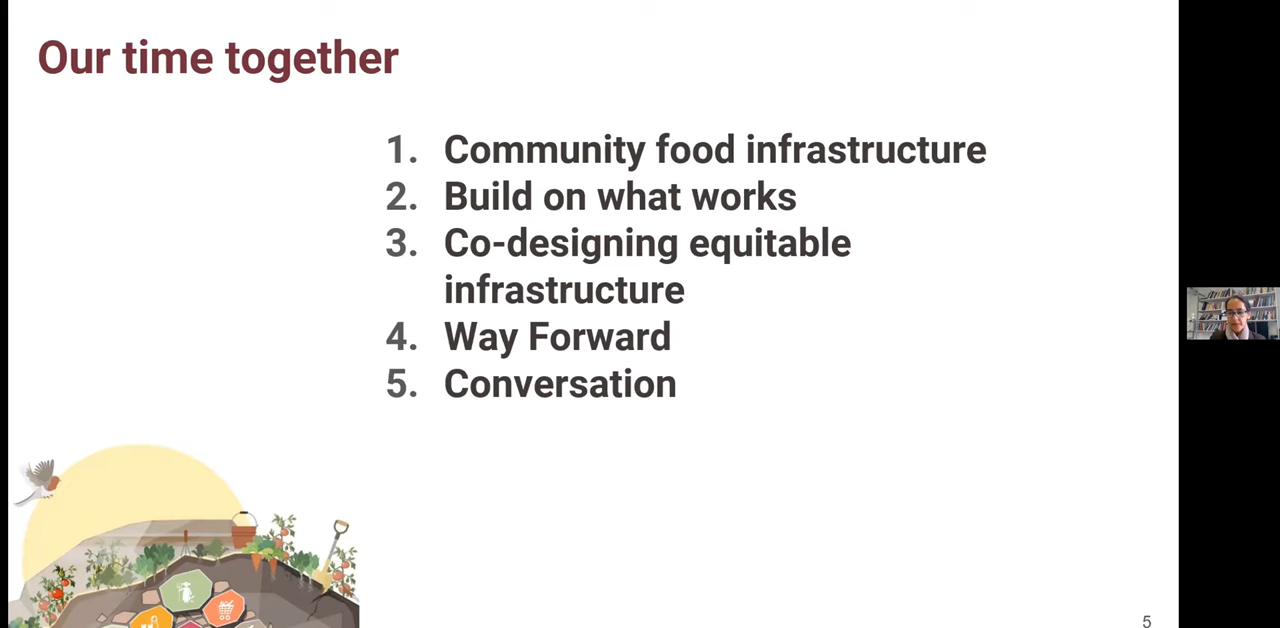 Our time together
1. Community food infrastructure
2. Build on what works
3. Co-designing equitable
infrastructure
4. Way Forward
5. Conversation
5